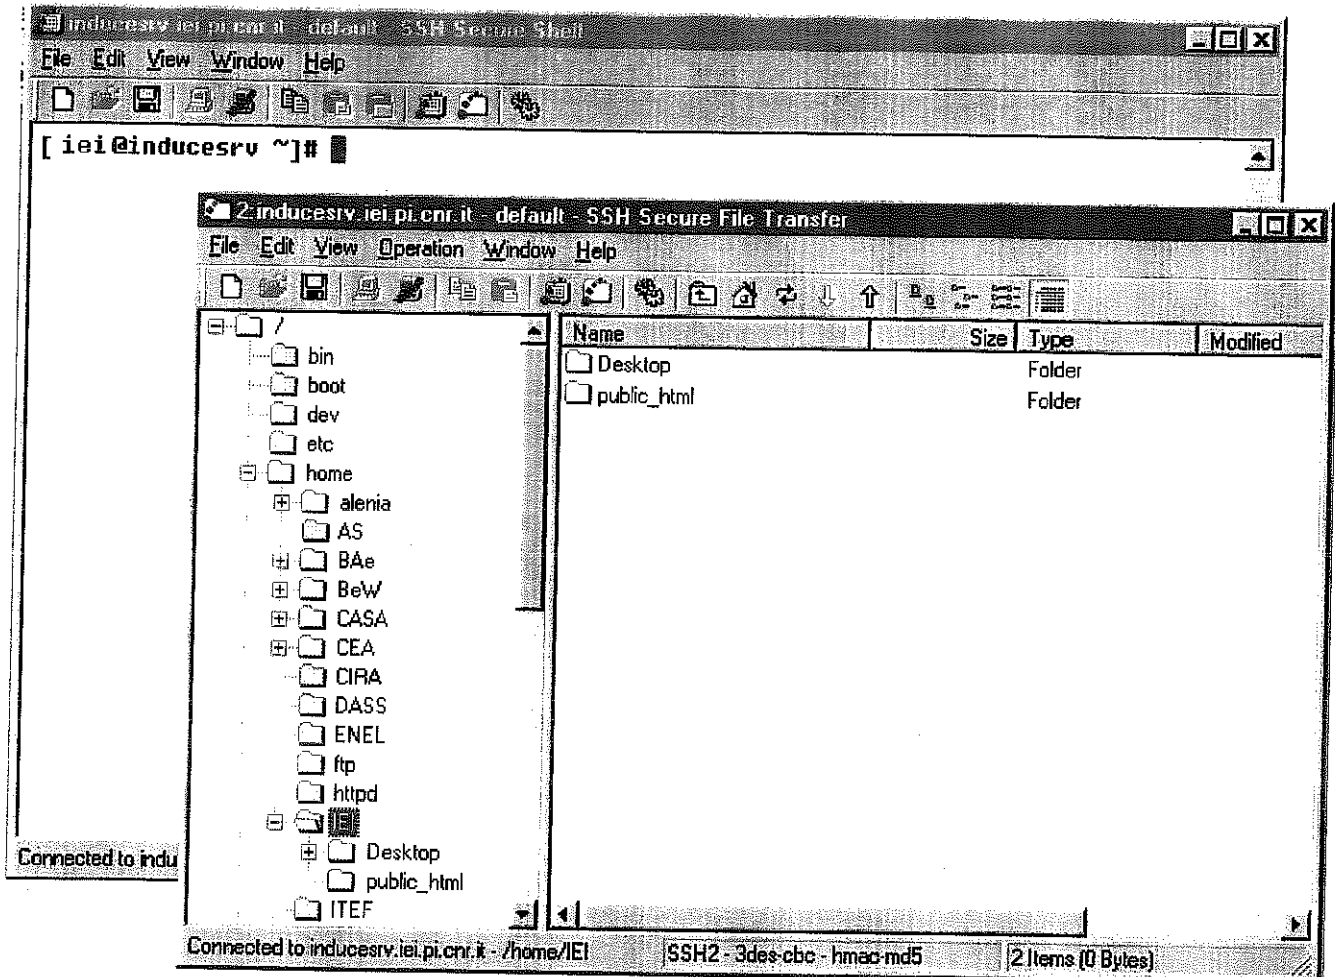 inducesrv.iei.pi.cnr.it - default - SSH Secure Shell
File Edit View Window Help
[ iei@inducesrv ~]#
2:inducesrv.iei.pi.cnr.it - default - SSH Secure File Transfer
File Edit View Operation Window Help
/
bin
boot
dev
etc
home
alenia
AS
BAe
BeW
CASA
CEA
CIRA
DASS
ENEL
ftp
httpd
IEI
Desktop
public_html
ITEF
Name Size Type Modified
Desktop Folder
public_html Folder
Connected to indu
Connected to inducesrv.iei.pi.cnr.it - /home/IEI SSH2 - 3des-cbc - hmac-md5 2 Items (0 Bytes)